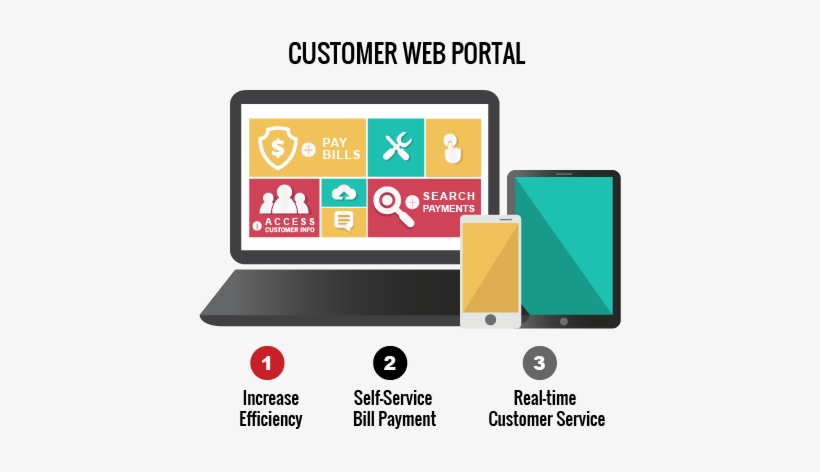 CUSTOMER WEB PORTAL
$
PAY
BILLS
ACCESS
CUSTOMER INFO
SEARCH
PAYMENTS
1
Increase
Efficiency
2
Self-Service
Bill Payment
3
Real-time
Customer Service